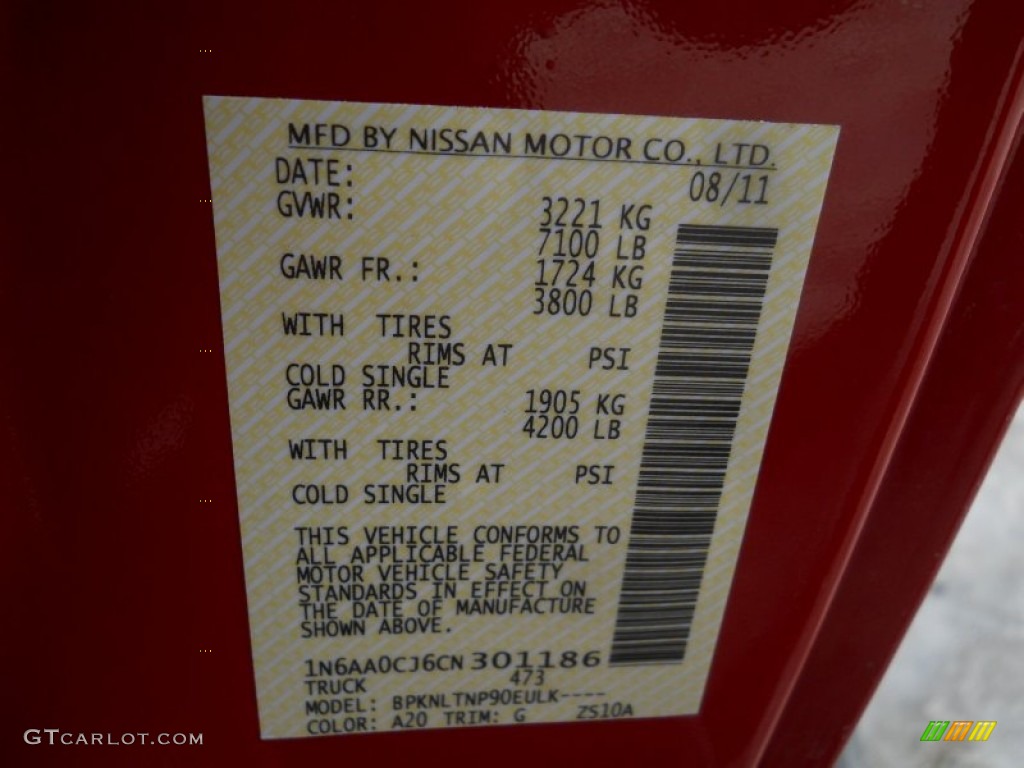 MFD BY NISSAN MOTOR CO., LTD.
DATE: 08/11
GVWR: 3221 KG
7100 LB
GAWR FR.: 1724 KG
3800 LB
WITH TIRES
RIMS AT PSI
COLD SINGLE
GAWR RR.: 1905 KG
4200 LB
WITH TIRES
RIMS AT PSI
COLD SINGLE
THIS VEHICLE CONFORMS TO
ALL APPLICABLE FEDERAL
MOTOR VEHICLE SAFETY
STANDARDS IN EFFECT ON
THE DATE OF MANUFACTURE
SHOWN ABOVE.
1N6AA0CJ6CN301186
TRUCK 473
MODEL: BPKNLTNP90EULK----
COLOR: A20 TRIM: G ZS10A
GTCARLOT.COM